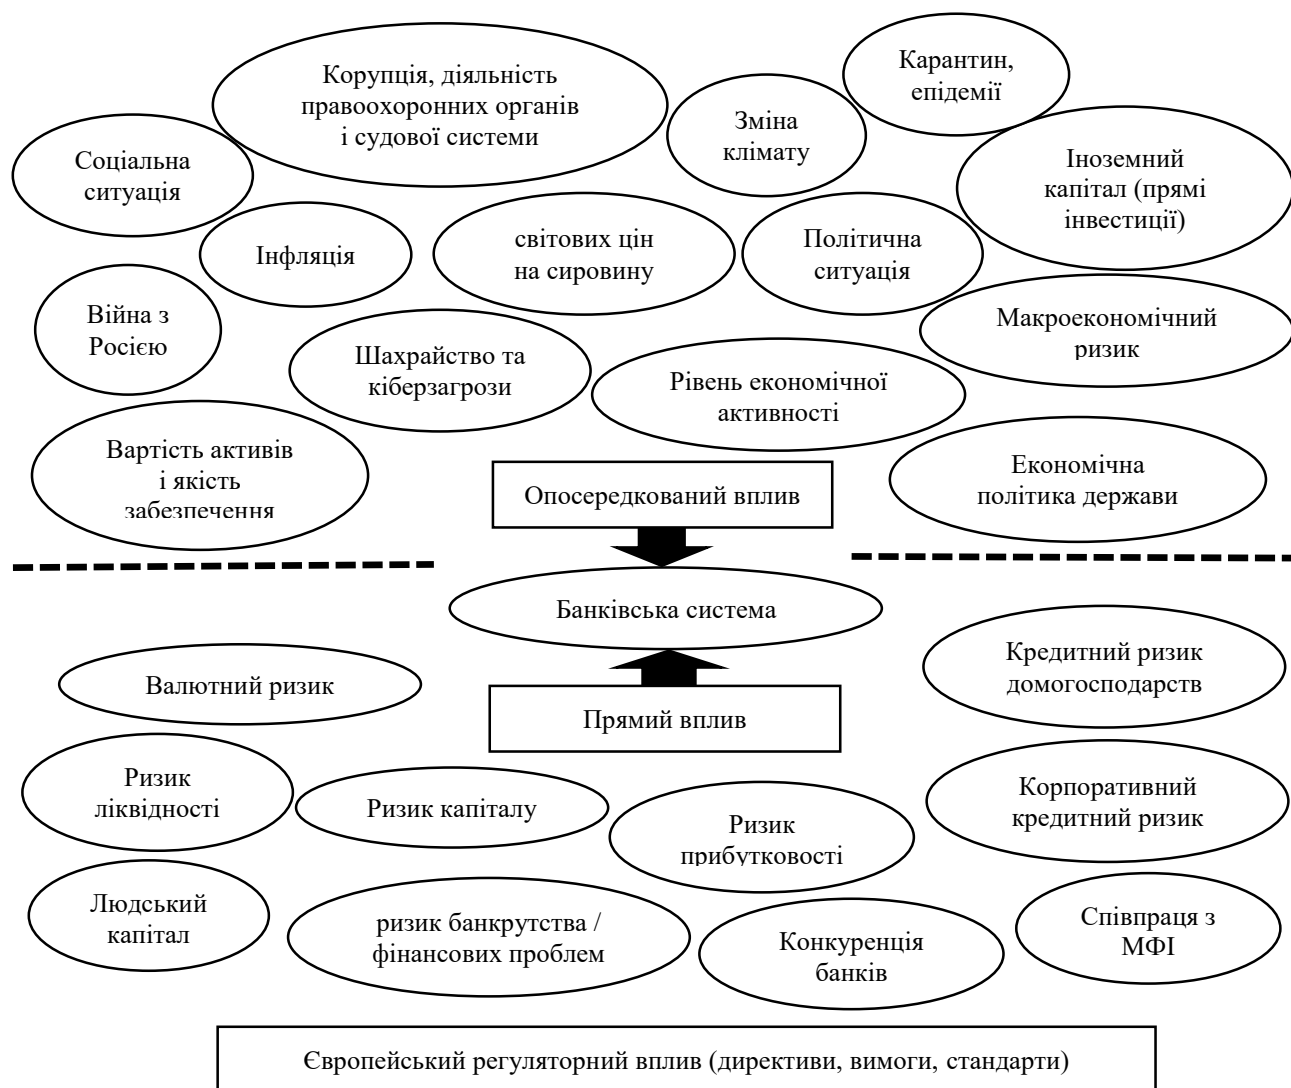 Корупція, діяльність
правоохоронних органів
і судової системи
Карантин,
епідемії
Зміна
клімату
Соціальна
ситуація
Іноземний
капітал (прямі
інвестиції)
Інфляція
світових цін
на сировину
Політична
ситуація
Війна з
Росією
Макроекономічний
ризик
Шахрайство та
кіберзагрози
Рівень економічної
активності
Вартість активів
і якість
забезпечення
Економічна
політика держави
Опосередкований вплив
Банківська система
Кредитний ризик
домогосподарств
Валютний ризик
Прямий вплив
Ризик
ліквідності
Ризик капіталу
Корпоративний
кредитний ризик
Ризик
прибутковості
Людський
капітал
ризик банкрутства /
фінансових проблем
Конкуренція
банків
Співпраця з
МФІ
Європейський регуляторний вплив (директиви, вимоги, стандарти)